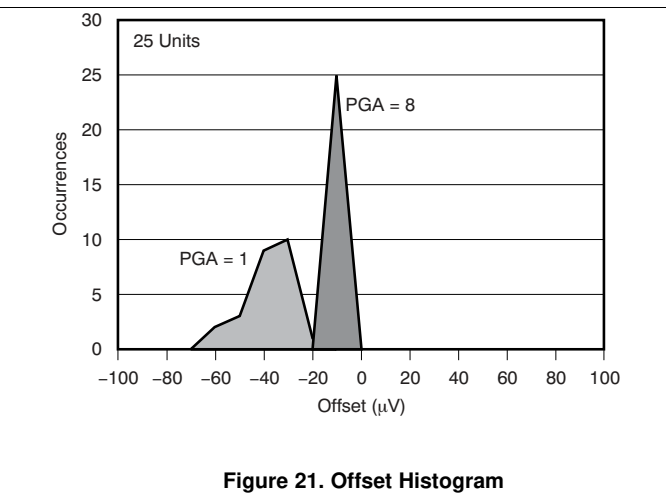 30
25 Units
25
PGA = 8
20
Occurrences
15
10
PGA = 1
5
0
−100 −80 −60 −40 −20 0 20 40 60 80 100
Offset (μV)
Figure 21. Offset Histogram